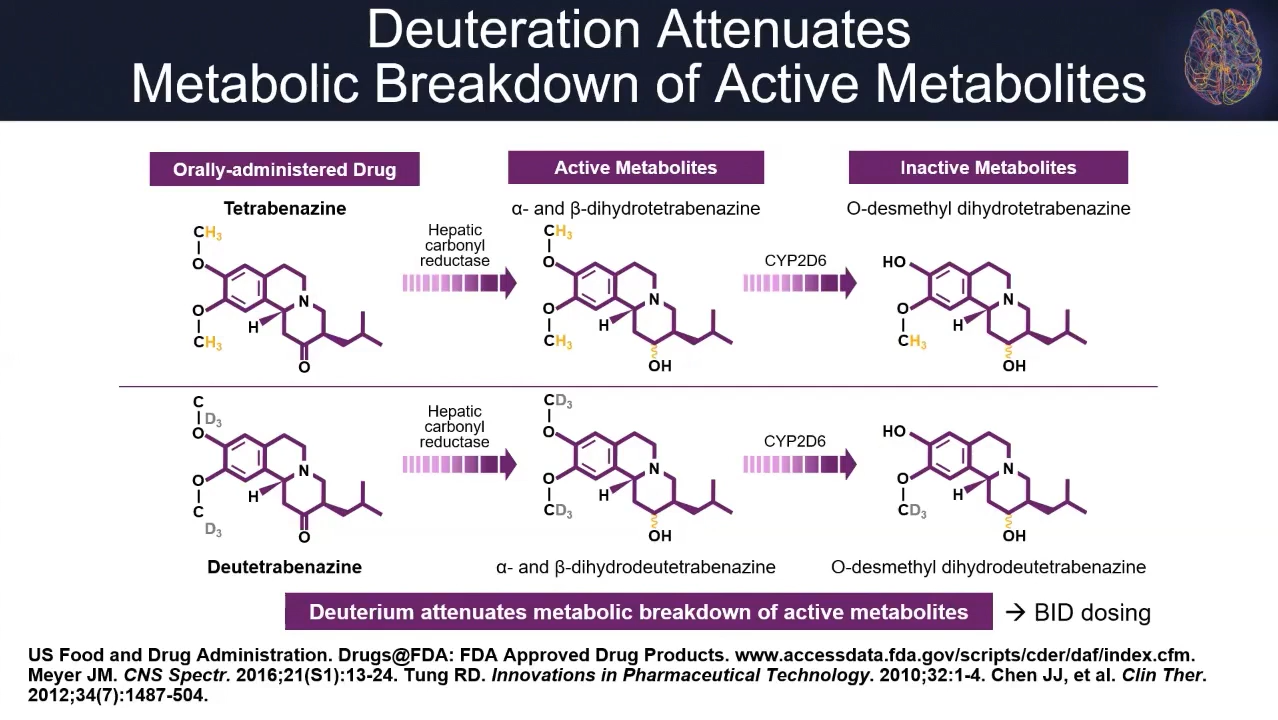 Deuteration Attenuates
Metabolic Breakdown of Active Metabolites
Orally-administered Drug
Active Metabolites
Inactive Metabolites
Tetrabenazine
α- and β-dihydrotetrabenazine
O-desmethyl dihydrotetrabenazine
CH3
O
O
CH3
H
N
O
Hepatic
carbonyl
reductase
CH3
O
O
CH3
H
N
OH
CYP2D6
HO
O
CH3
H
N
OH
C
D3
O
O
C
D3
H
N
O
Hepatic
carbonyl
reductase
CD3
O
O
CD3
H
N
OH
CYP2D6
HO
O
CD3
H
N
OH
Deutetrabenazine
α- and β-dihydrodeutetrabenazine
O-desmethyl dihydrodeutetrabenazine
Deuterium attenuates metabolic breakdown of active metabolites → BID dosing
US Food and Drug Administration. Drugs@FDA: FDA Approved Drug Products. www.accessdata.fda.gov/scripts/cder/daf/index.cfm.
Meyer JM. CNS Spectr. 2016;21(S1):13-24. Tung RD. Innovations in Pharmaceutical Technology. 2010;32:1-4. Chen JJ, et al. Clin Ther.
2012;34(7):1487-504.